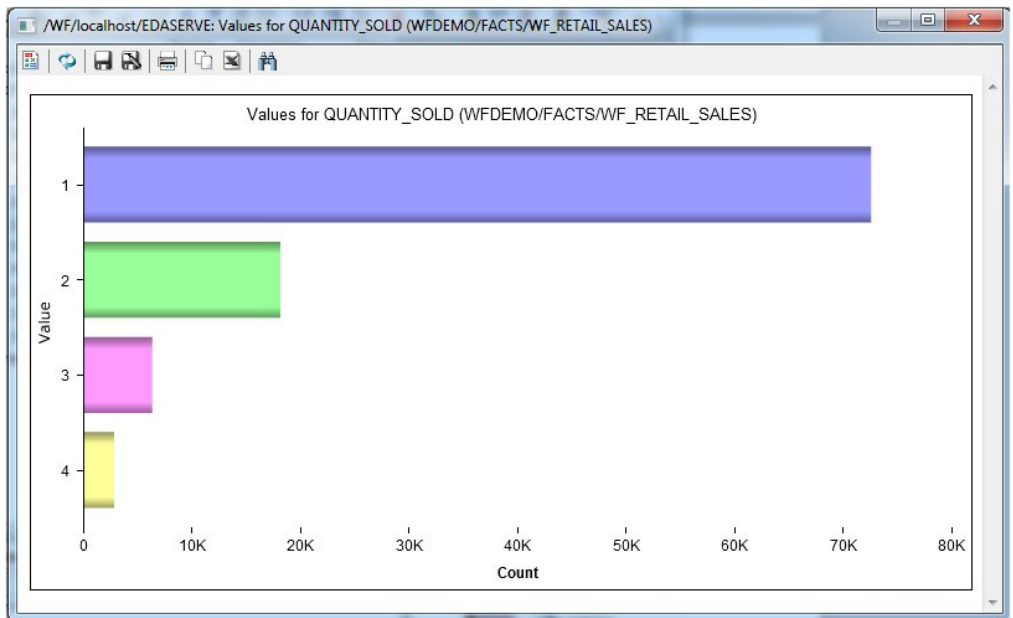 /WF/localhost/EDASERVE: Values for QUANTITY_SOLD (WFDEMO/FACTS/WF_RETAIL_SALES)
Values for QUANTITY_SOLD (WFDEMO/FACTS/WF_RETAIL_SALES)
Value
1
2
3
4
0 10K 20K 30K 40K 50K 60K 70K 80K
Count